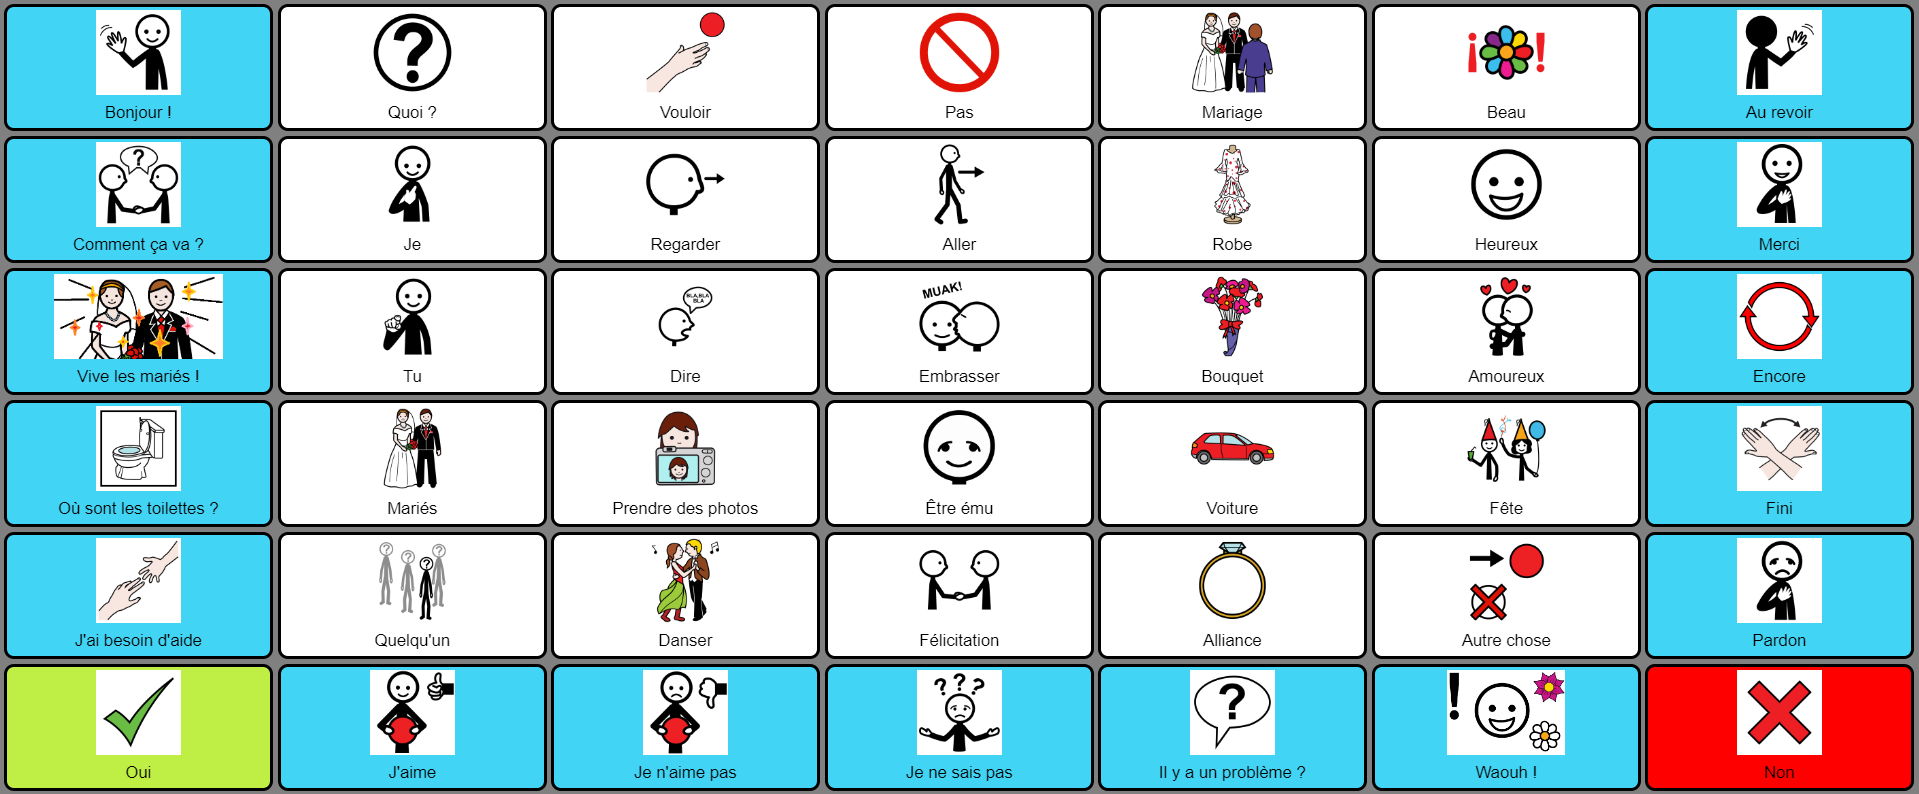 Bonjour !
Quoi ?
Vouloir
Pas
Mariage
Beau
Au revoir
Comment ça va ?
Je
Regarder
Aller
Robe
Heureux
Merci
Vive les mariés !
Tu
BLA,BLA
BLA
Dire
MUAK!
Embrasser
Bouquet
Amoureux
Encore
Où sont les toilettes ?
Mariés
Prendre des photos
Être ému
Voiture
Fête
Fini
J'ai besoin d'aide
Quelqu'un
Danser
Félicitation
Alliance
Autre chose
Pardon
Oui
J'aime
Je n'aime pas
Je ne sais pas
Il y a un problème ?
Waouh !
Non